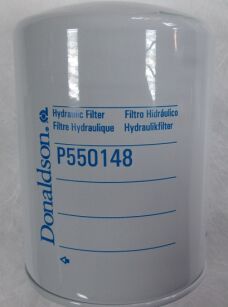 Donaldson.
Hydraulic Filter Filtro Hidráulico
Filtre Hydraulique Hydraulikfilter
P550148